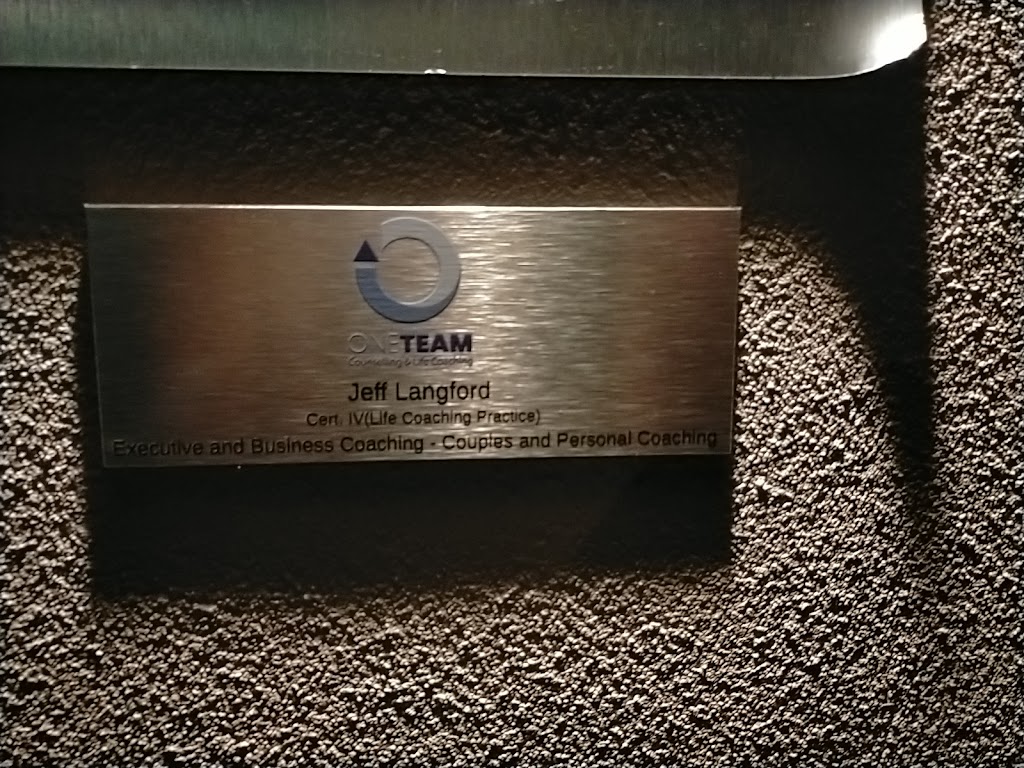 ONETEAM
Counselling & Life Coaching
Jeff Langford
Cert. IV(Life Coaching Practice)
Executive and Business Coaching - Couples and Personal Coaching